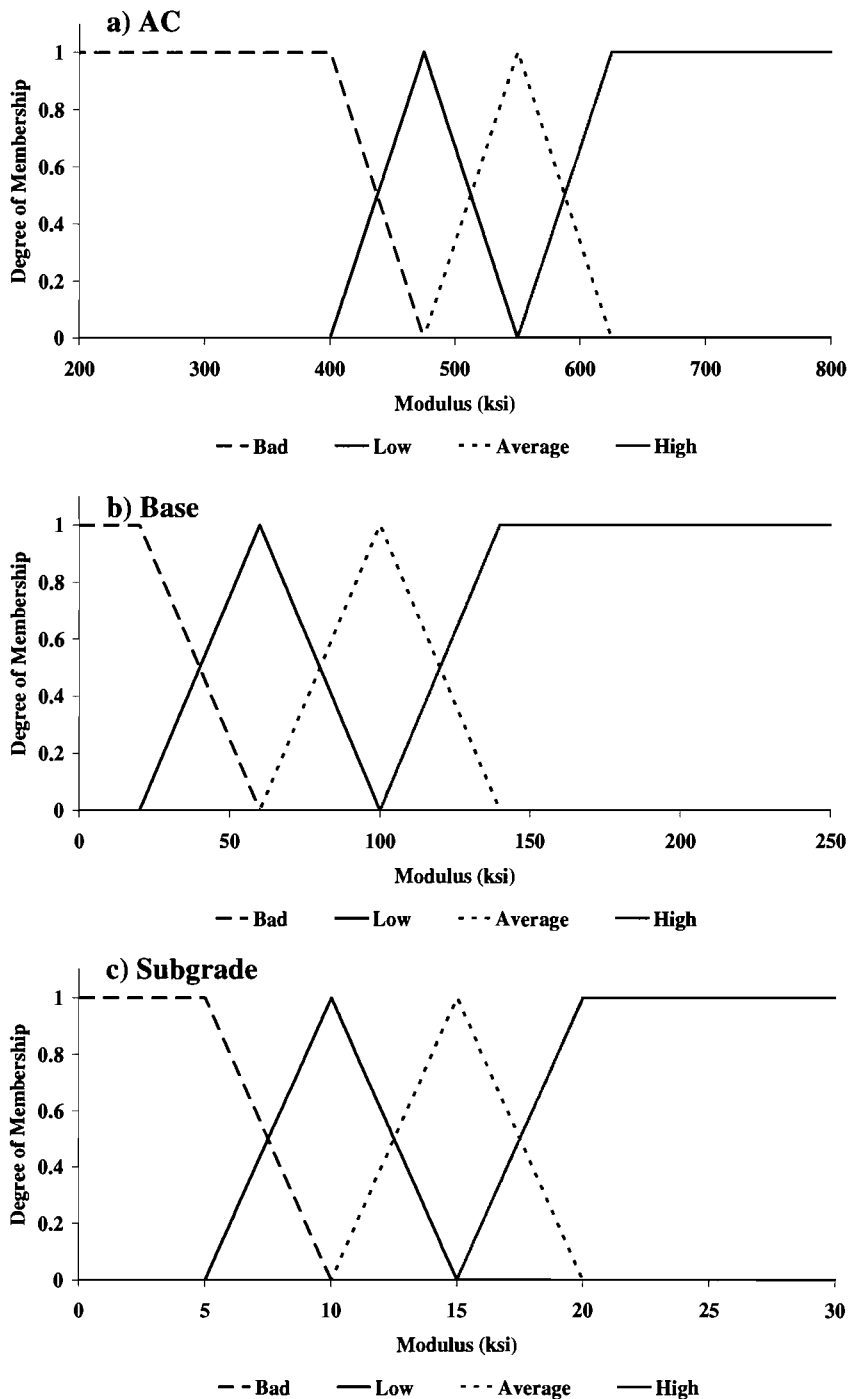 a) AC
Degree of Membership
1
0.8
0.6
0.4
0.2
0
200 300 400 500 600 700 800
Modulus (ksi)
Bad Low Average High
b) Base
Degree of Membership
1
0.8
0.6
0.4
0.2
0
0 50 100 150 200 250
Modulus (ksi)
Bad Low Average High
c) Subgrade
Degree of Membership
1
0.8
0.6
0.4
0.2
0
0 5 10 15 20 25 30
Modulus (ksi)
Bad Low Average High